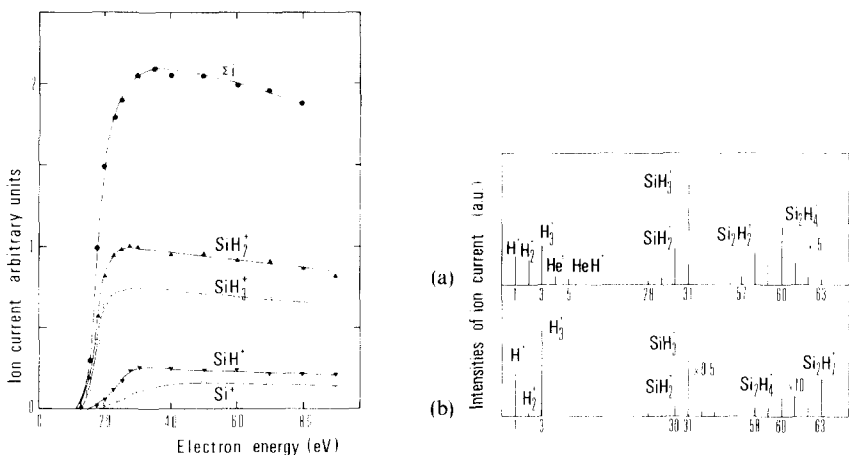 Ion current arbitrary units
2
1
0
Σi
SiH₂⁺
SiH₃⁺
SiH⁺
Si⁺
0 20 40 60 80
Electron energy (eV)
Intensities of ion current (a.u.)
(a)
H⁺ H₂⁺ H₃⁺ He⁺ HeH⁺ SiH₂⁺ SiH₃⁺ Si₂H₂⁺ Si₂H₄⁺ × 5
1 3 5 28 31 57 60 63
(b)
H⁺ H₂⁺ H₃⁺ SiH₂⁺ SiH₃⁺ × 0.5 Si₂H₄⁺ × 10 Si₂H₇⁺
1 3 30 31 58 60 63